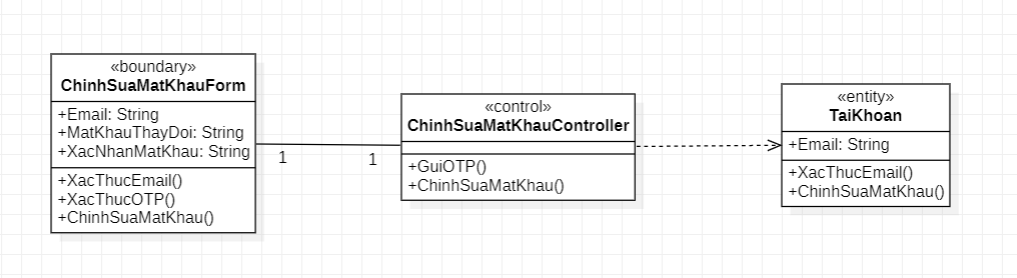 «boundary»
ChinhSuaMatKhauForm
+Email: String
+MatKhauThayDoi: String
+XacNhanMatKhau: String
+XacThucEmail()
+XacThucOTP()
+ChinhSuaMatKhau()
1
1
«control»
ChinhSuaMatKhauController
+GuiOTP()
+ChinhSuaMatKhau()
«entity»
TaiKhoan
+Email: String
+XacThucEmail()
+ChinhSuaMatKhau()